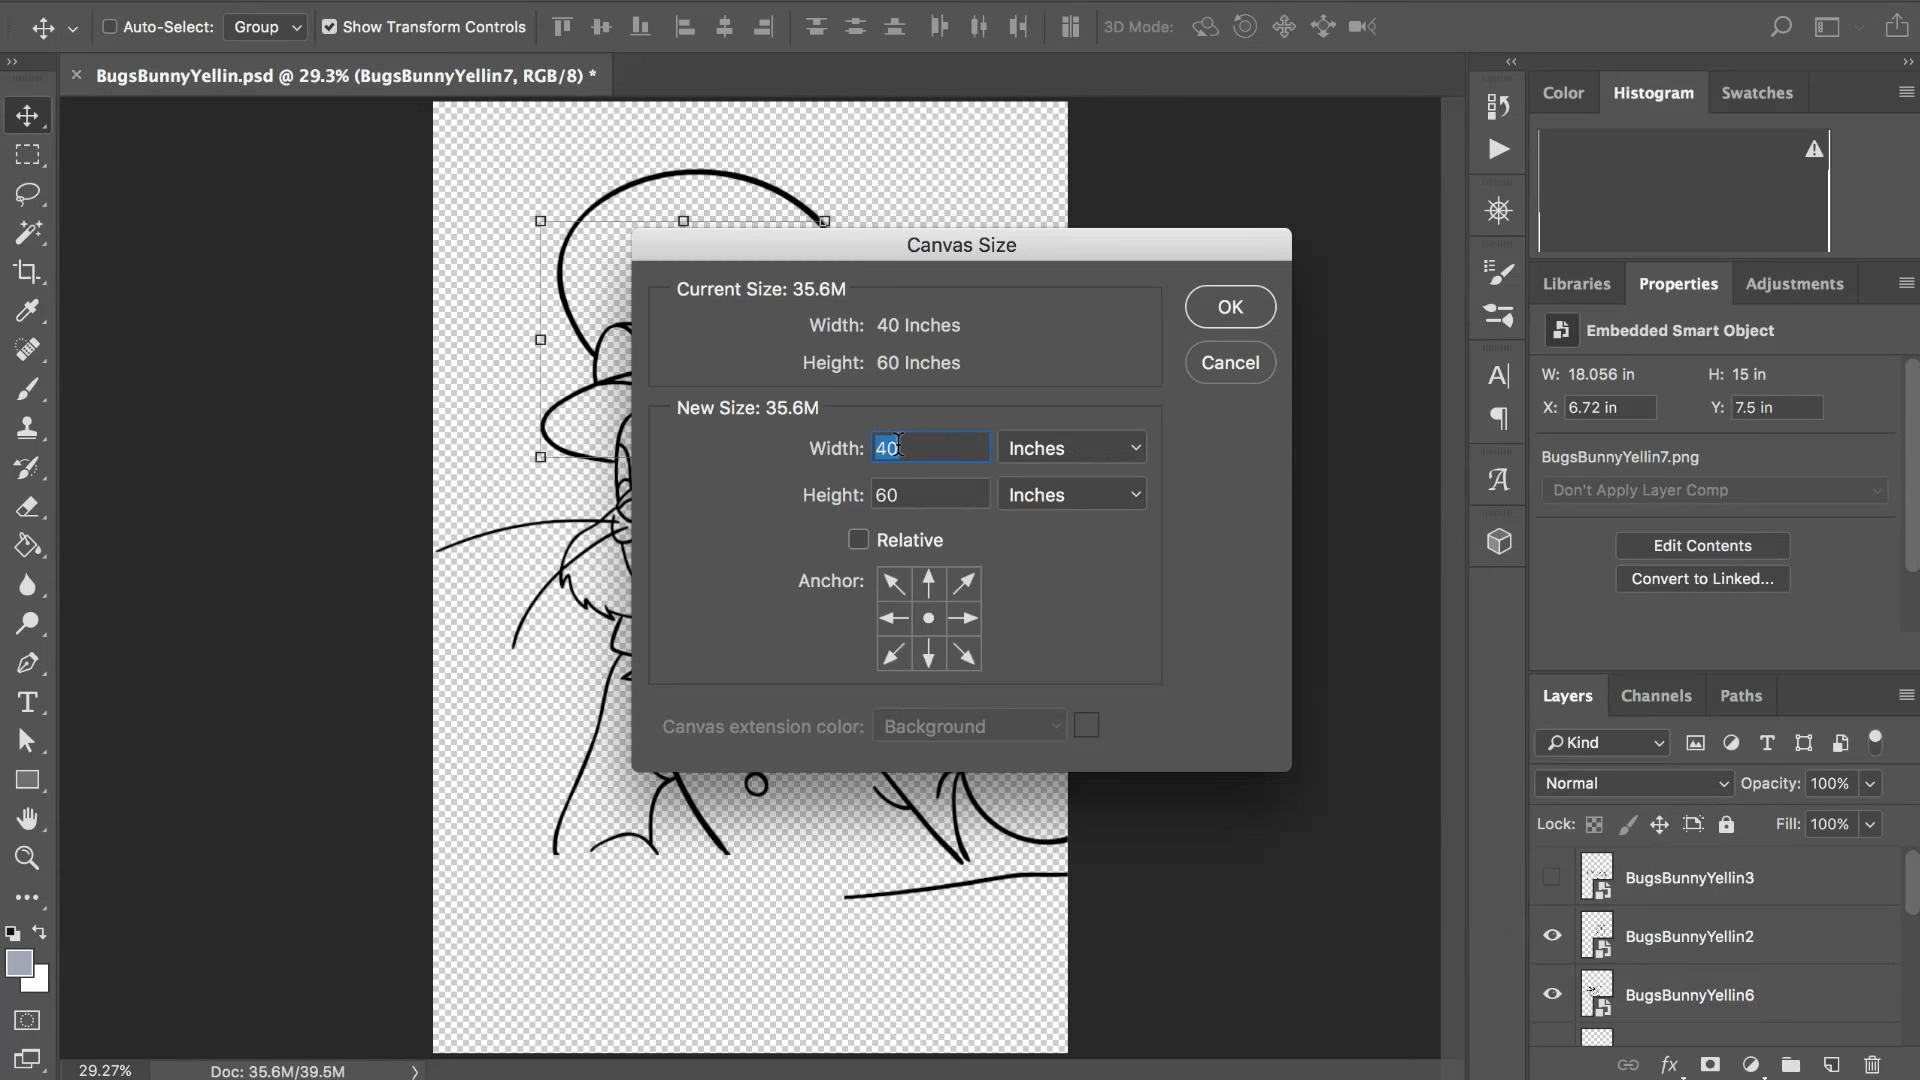 Auto-Select: Group Show Transform Controls 3D Mode:
BugsBunnyYellin.psd @ 29.3% (BugsBunnyYellin7, RGB/8) *
Color Histogram Swatches
Canvas Size
Current Size: 35.6M
Width: 40 Inches
Height: 60 Inches
OK
Cancel
New Size: 35.6M
Width: 40 Inches
Height: 60 Inches
Relative
Anchor:
Canvas extension color: Background
Libraries Properties Adjustments
Embedded Smart Object
W: 18.056 in H: 15 in
X: 6.72 in Y: 7.5 in
BugsBunnyYellin7.png
Don't Apply Layer Comp
Edit Contents
Convert to Linked...
Layers Channels Paths
Kind
Normal Opacity: 100%
Lock: Fill: 100%
BugsBunnyYellin3
BugsBunnyYellin2
BugsBunnyYellin6
fx
29.27% Doc: 35.6M/39.5M